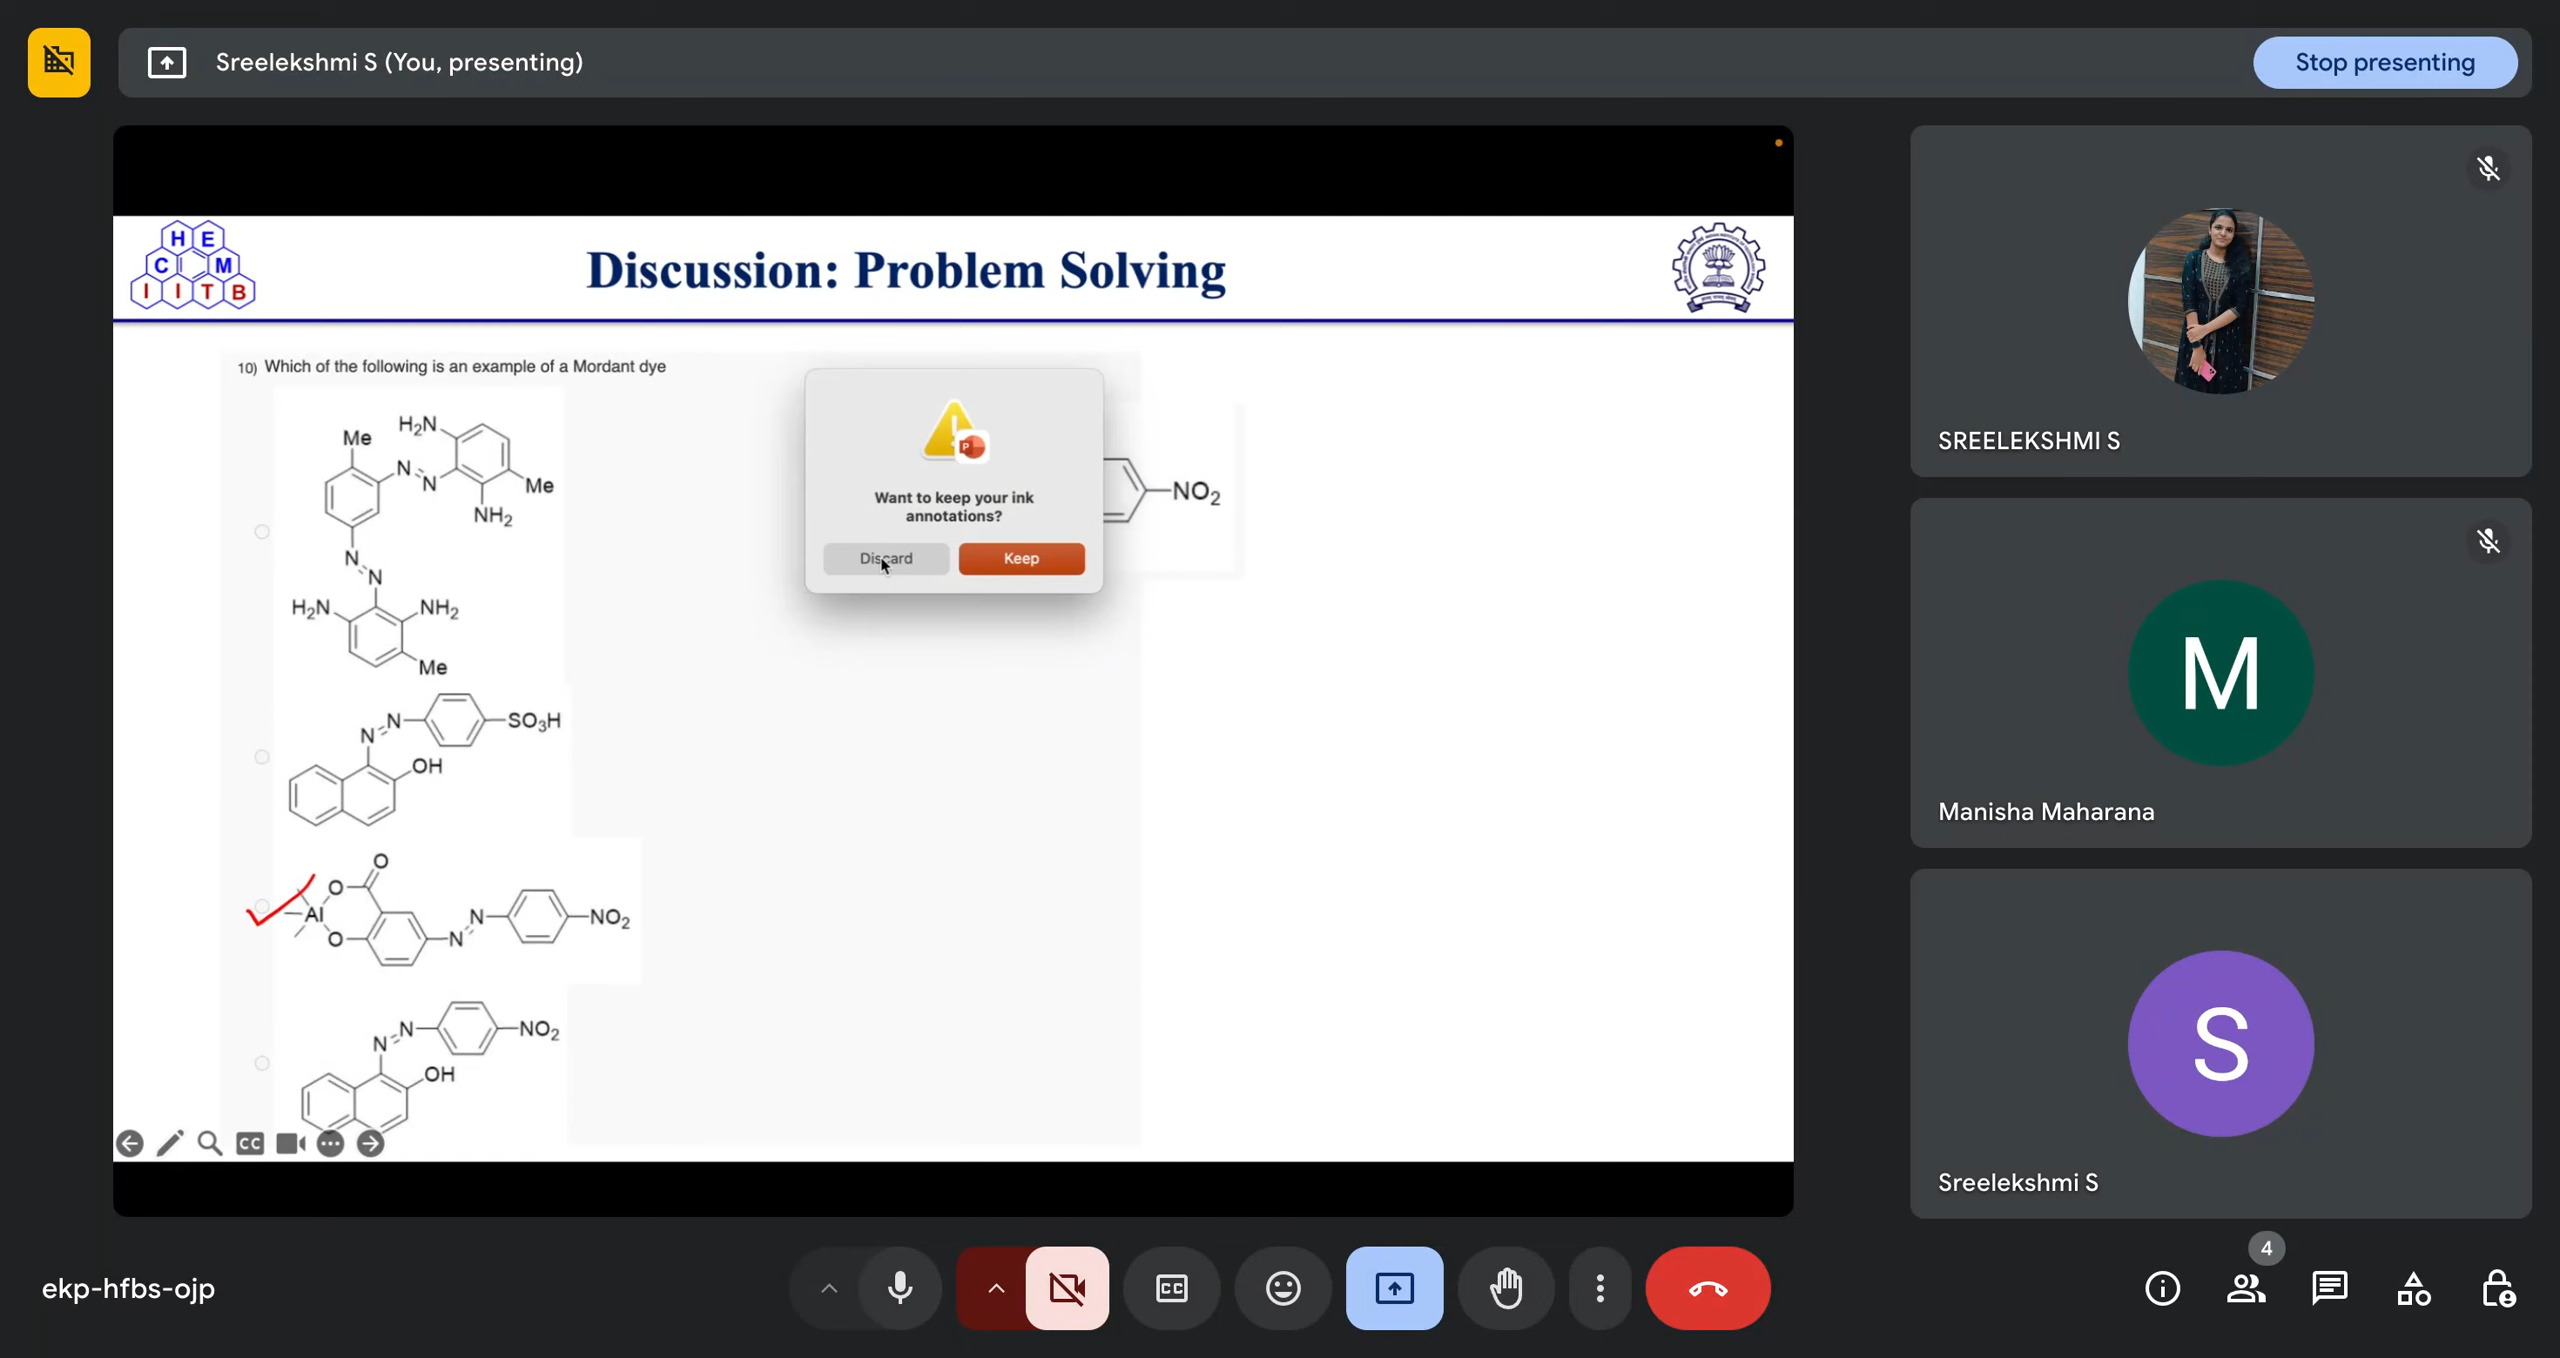 Sreelekshmi S (You, presenting)
Stop presenting
H E
C M
I I T B
Discussion: Problem Solving
10) Which of the following is an example of a Mordant dye
Me
H₂N
N
N
Me
NH₂
N
N
H₂N
NH₂
Me
N
N
SO₃H
OH
O
O
Al
O
N
N
NO₂
N
N
NO₂
OH
NO₂
P
Want to keep your ink
annotations?
Discard
Keep
CC
SREELEKSHMI S
M
Manisha Maharana
S
Sreelekshmi S
ekp-hfbs-ojp
CC
4